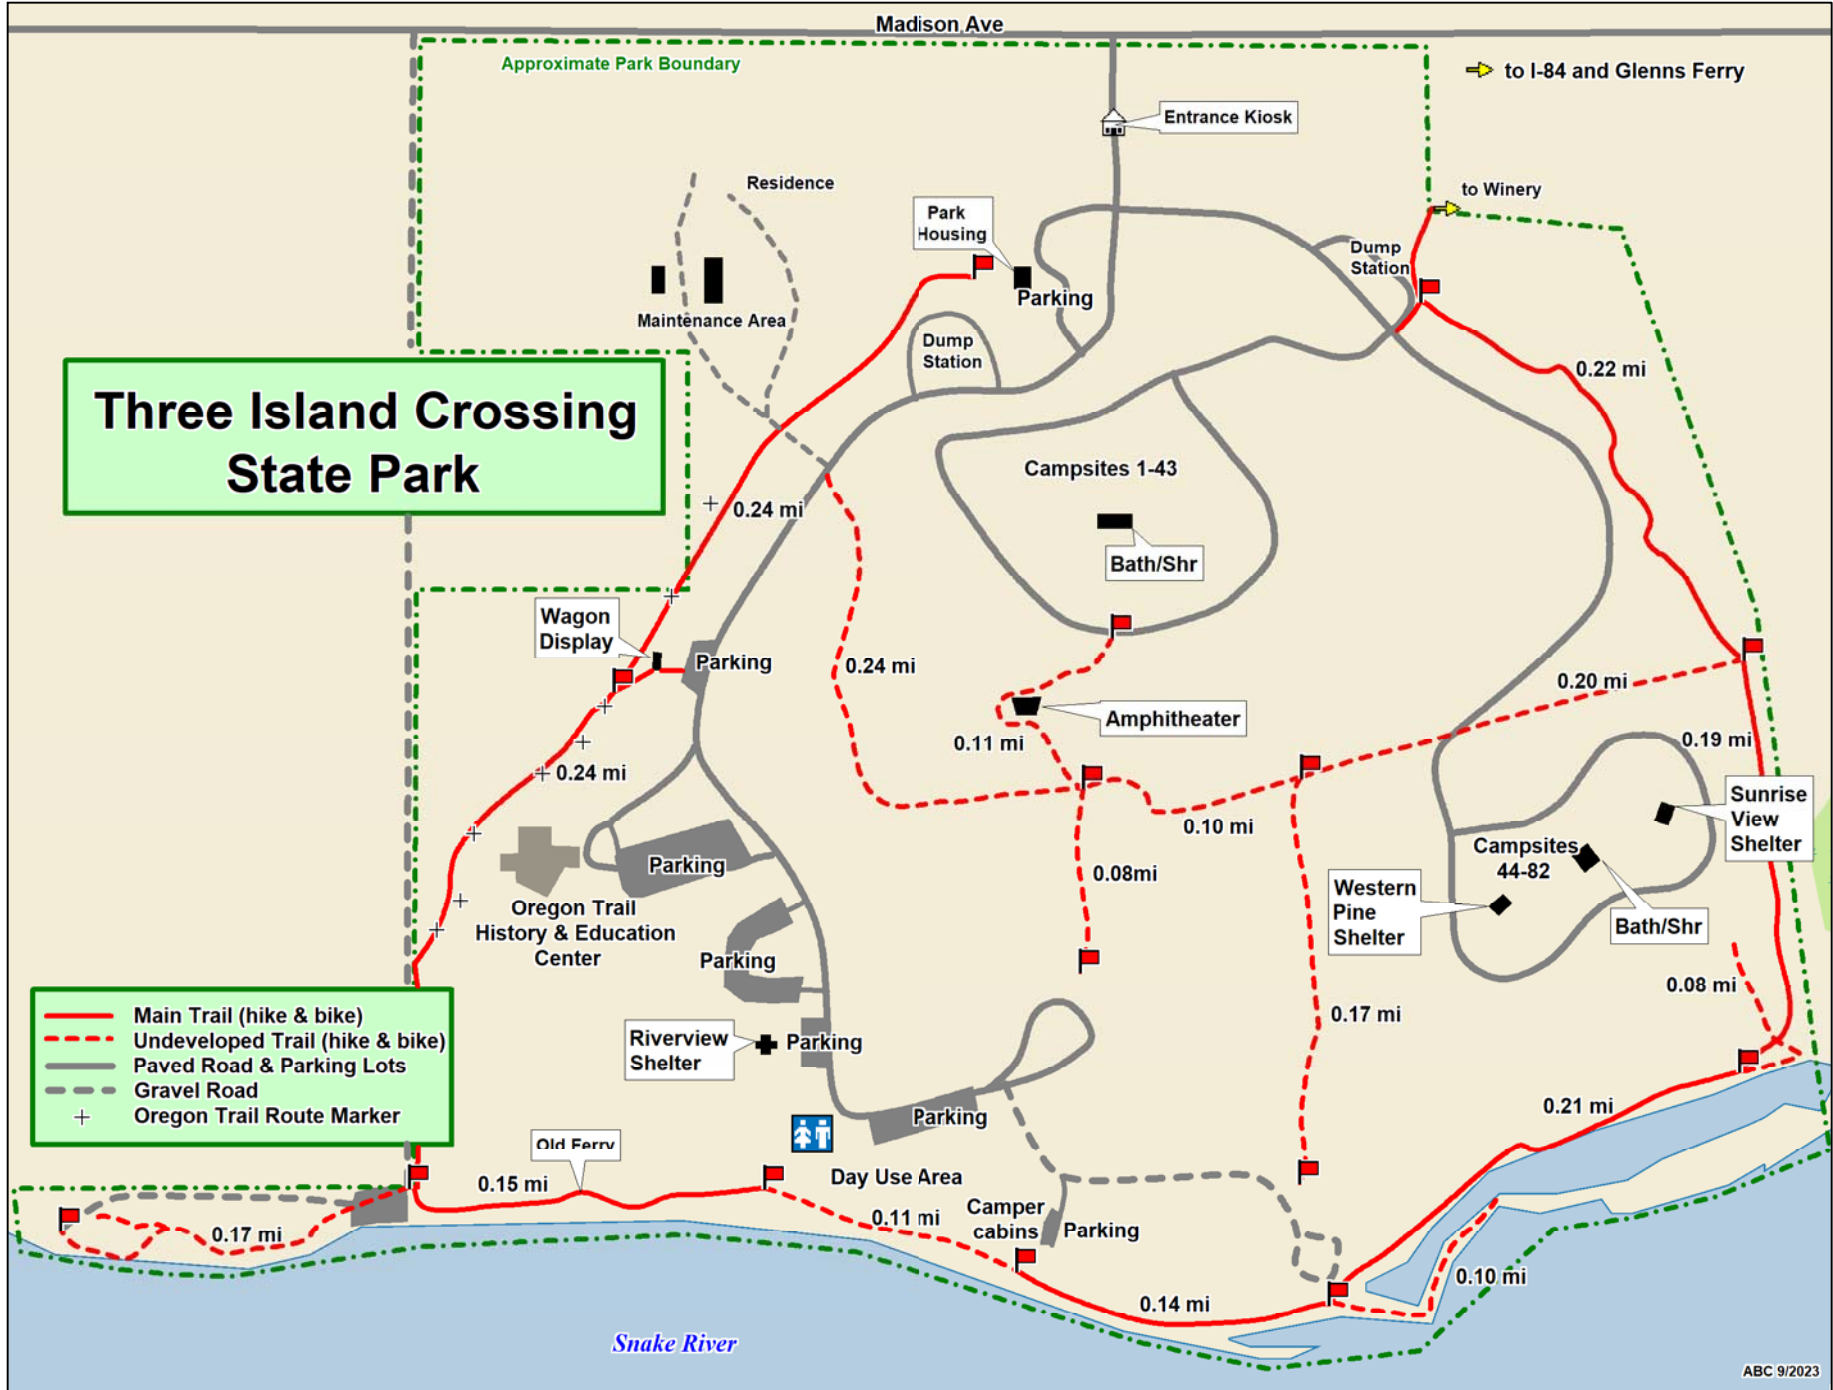 Madison Ave
Approximate Park Boundary
to I-84 and Glenns Ferry
Entrance Kiosk
Residence
to Winery
Park
Housing
Dump
Station
Parking
Maintenance Area
Dump
Station
0.22 mi
Three Island Crossing
State Park
Campsites 1-43
0.24 mi
Bath/Shr
Wagon
Display
Parking
0.24 mi
0.20 mi
Amphitheater
0.11 mi
0.19 mi
0.24 mi
Sunrise
View
Shelter
0.10 mi
Parking
Campsites
44-82
0.08mi
Western
Pine
Shelter
Bath/Shr
Oregon Trail
History & Education
Center
Parking
0.08 mi
Main Trail (hike & bike)
Undeveloped Trail (hike & bike)
Paved Road & Parking Lots
Gravel Road
Oregon Trail Route Marker
0.17 mi
Riverview
Shelter
Parking
0.21 mi
Parking
Old Ferry
0.15 mi
Day Use Area
0.11 mi
Camper
cabins
Parking
0.17 mi
0.10 mi
0.14 mi
Snake River
ABC 9/2023